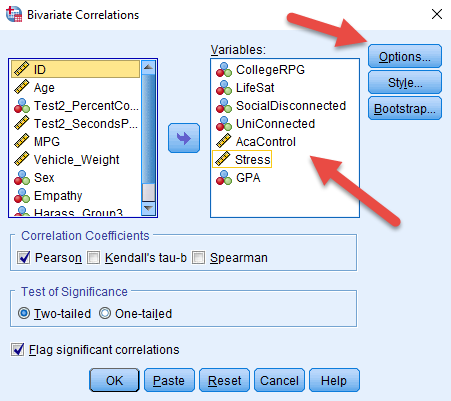 Bivariate Correlations
Variables:
ID
Age
Test2_PercentCo...
Test2_SecondsP...
MPG
Vehicle_Weight
Sex
Empathy
Harass_Group3
CollegeRPG
LifeSat
SocialDisconnected
UniConnected
AcaControl
Stress
GPA
Options...
Style...
Bootstrap...
Correlation Coefficients
Pearson Kendall's tau-b Spearman
Test of Significance
Two-tailed One-tailed
Flag significant correlations
OK Paste Reset Cancel Help